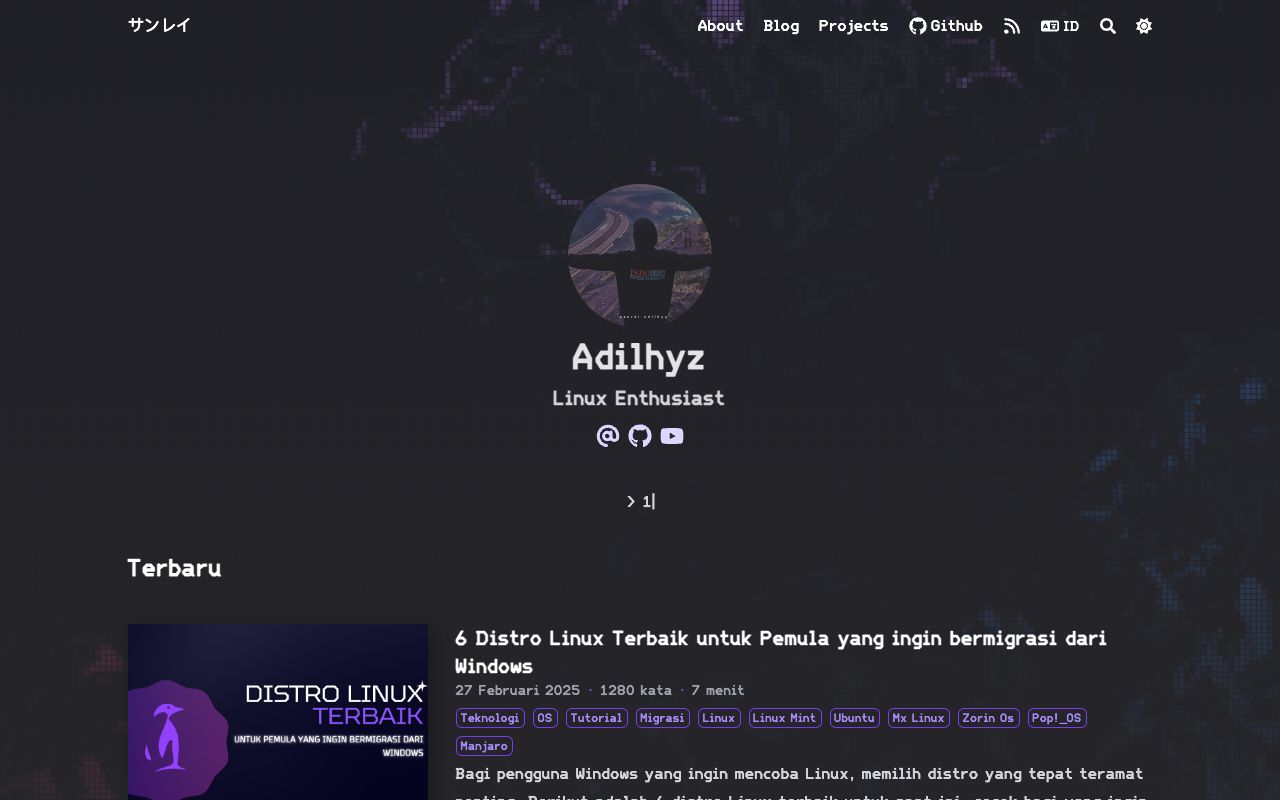 サンレイ
About Blog Projects Github ID
Adilhyz
Linux Enthusiast
> 1|
Terbaru
DISTRO LINUX
TERBAIK
UNTUK PEMULA YANG INGIN BERMIGRASI DARI
WINDOWS
6 Distro Linux Terbaik untuk Pemula yang ingin bermigrasi dari
Windows
27 Februari 2025 · 1280 kata · 7 menit
Teknologi OS Tutorial Migrasi Linux Linux Mint Ubuntu Mx Linux Zorin Os Pop!_OS
Manjaro
Bagi pengguna Windows yang ingin mencoba Linux, memilih distro yang tepat teramat